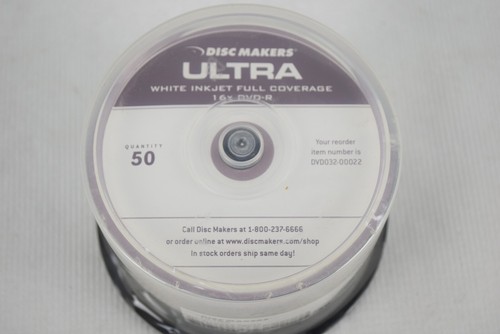 DISC MAKERS
ULTRA
WHITE INKJET FULL COVERAGE
16x DVD-R
QUANTITY
50
Your reorder
item number is
DVD032-00022
Call Disc Makers at 1-800-237-6666
or order online at www.discmakers.com/shop
In stock orders ship same day!